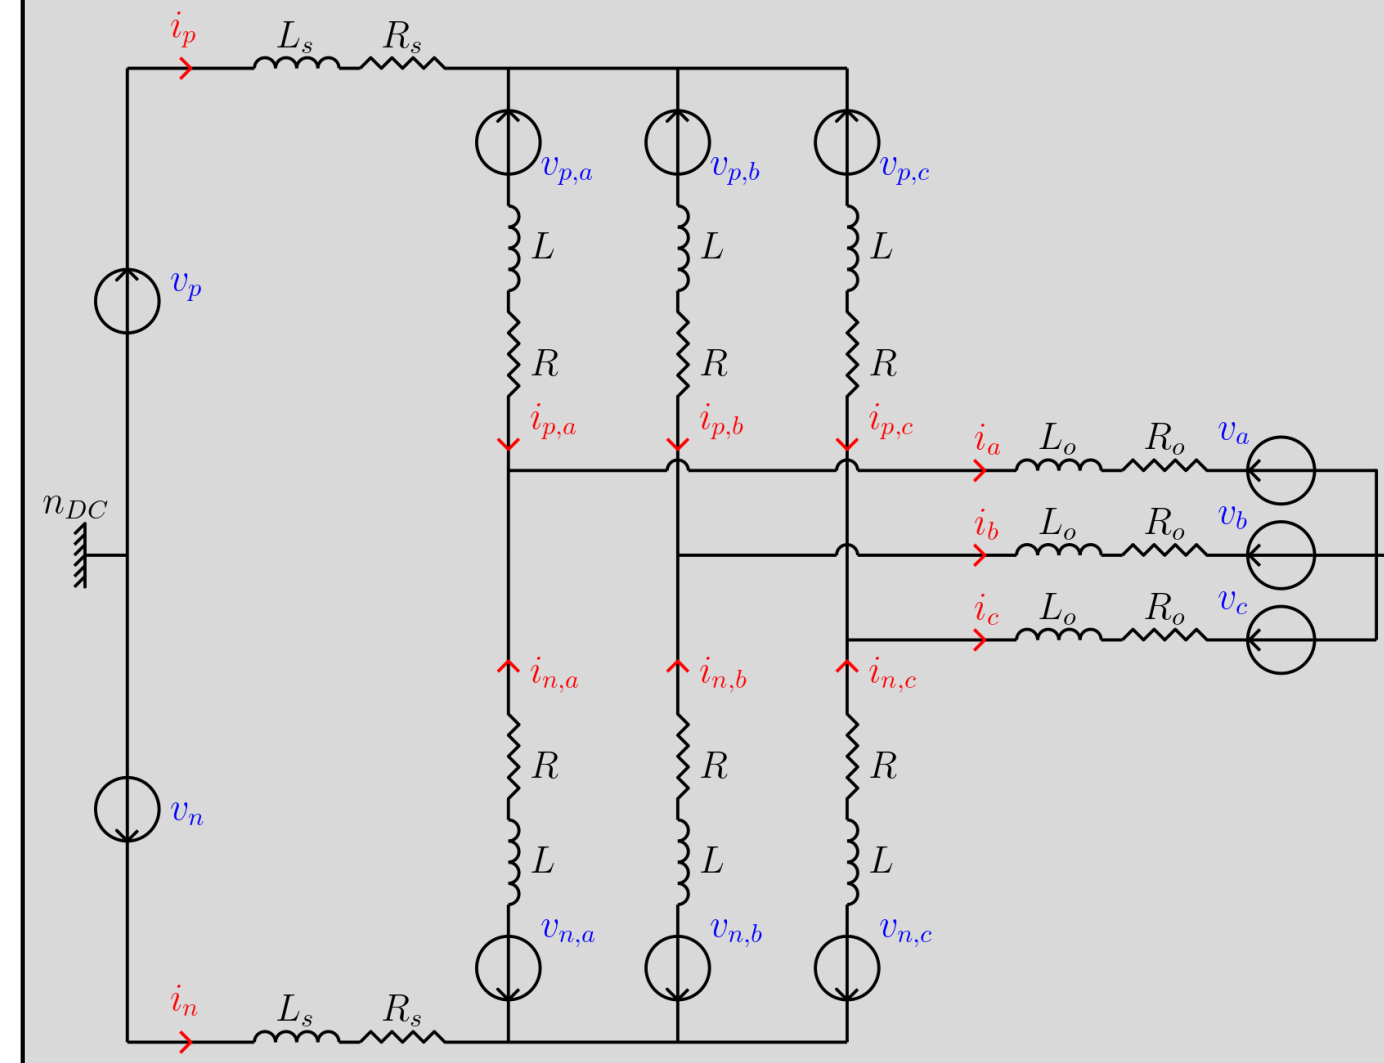 i_p L_s R_s
v_{p,a} v_{p,b} v_{p,c}
L L L
v_p
R R R
i_{p,a} i_{p,b} i_{p,c}
i_a L_o R_o v_a
n_{DC}
i_b L_o R_o v_b
i_c L_o R_o v_c
i_{n,a} i_{n,b} i_{n,c}
R R R
v_n
L L L
v_{n,a} v_{n,b} v_{n,c}
i_n L_s R_s